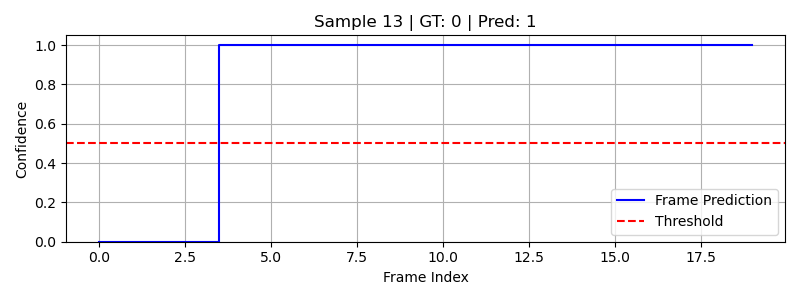 Sample 13 | GT: 0 | Pred: 1
Confidence
1.0
0.8
0.6
0.4
0.2
0.0
Frame Prediction
Threshold
0.0 2.5 5.0 7.5 10.0 12.5 15.0 17.5
Frame Index